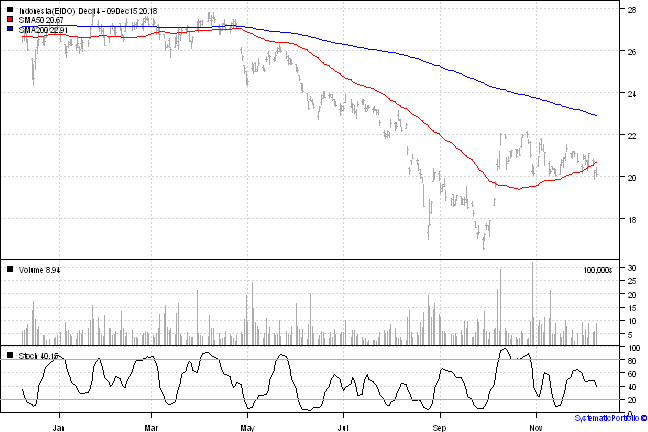 Indonesia(EIDO) Dec14 - 09Dec15 20.18
SMA50 20.67
SMA200 22.91
28
26
24
22
20
18
Volume 8.94
100,000s
30
25
20
15
10
5
Stoch 40.16
100
80
60
40
20
0
Jan Mar May Jul Sep Nov
SystematicPortfolio ©